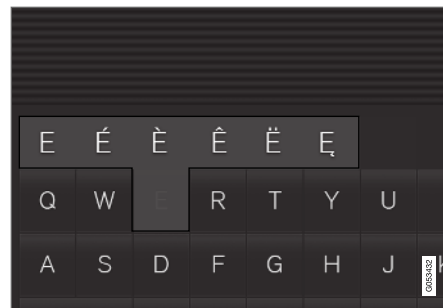 E É È Ê Ë Ę
Q W E R T Y U
A S D F G H J K
G053432